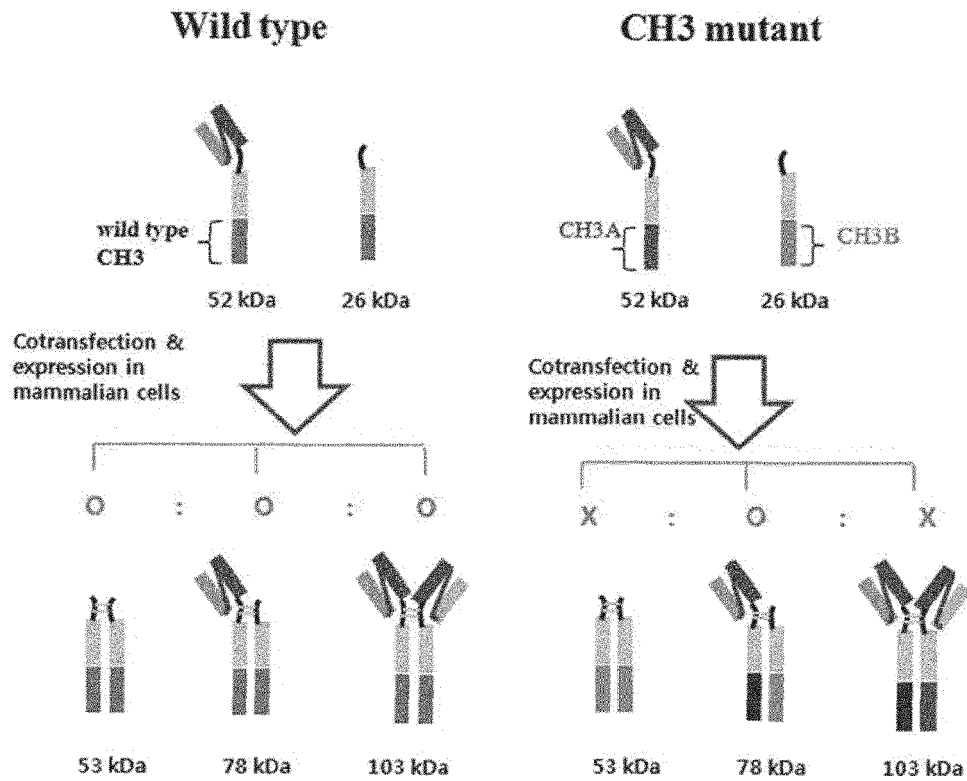 Wild type
CH3 mutant
wild type
CH3
CH3A
CH3B
52 kDa
26 kDa
52 kDa
26 kDa
Cotransfection &
expression in
mammalian cells
Cotransfection &
expression in
mammalian cells
O : O : O
X : O : X
53 kDa
78 kDa
103 kDa
53 kDa
78 kDa
103 kDa